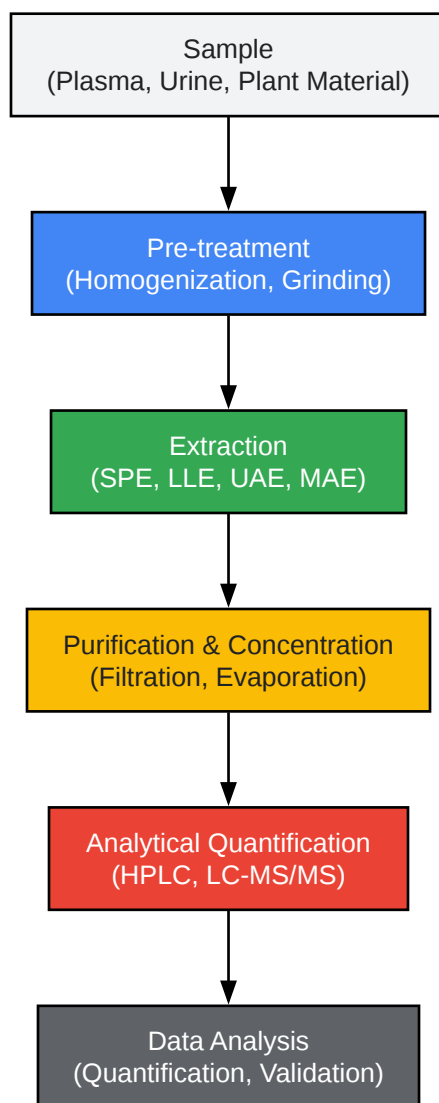 Sample
(Plasma, Urine, Plant Material)
Pre-treatment
(Homogenization, Grinding)
Extraction
(SPE, LLE, UAE, MAE)
Purification & Concentration
(Filtration, Evaporation)
Analytical Quantification
(HPLC, LC-MS/MS)
Data Analysis
(Quantification, Validation)